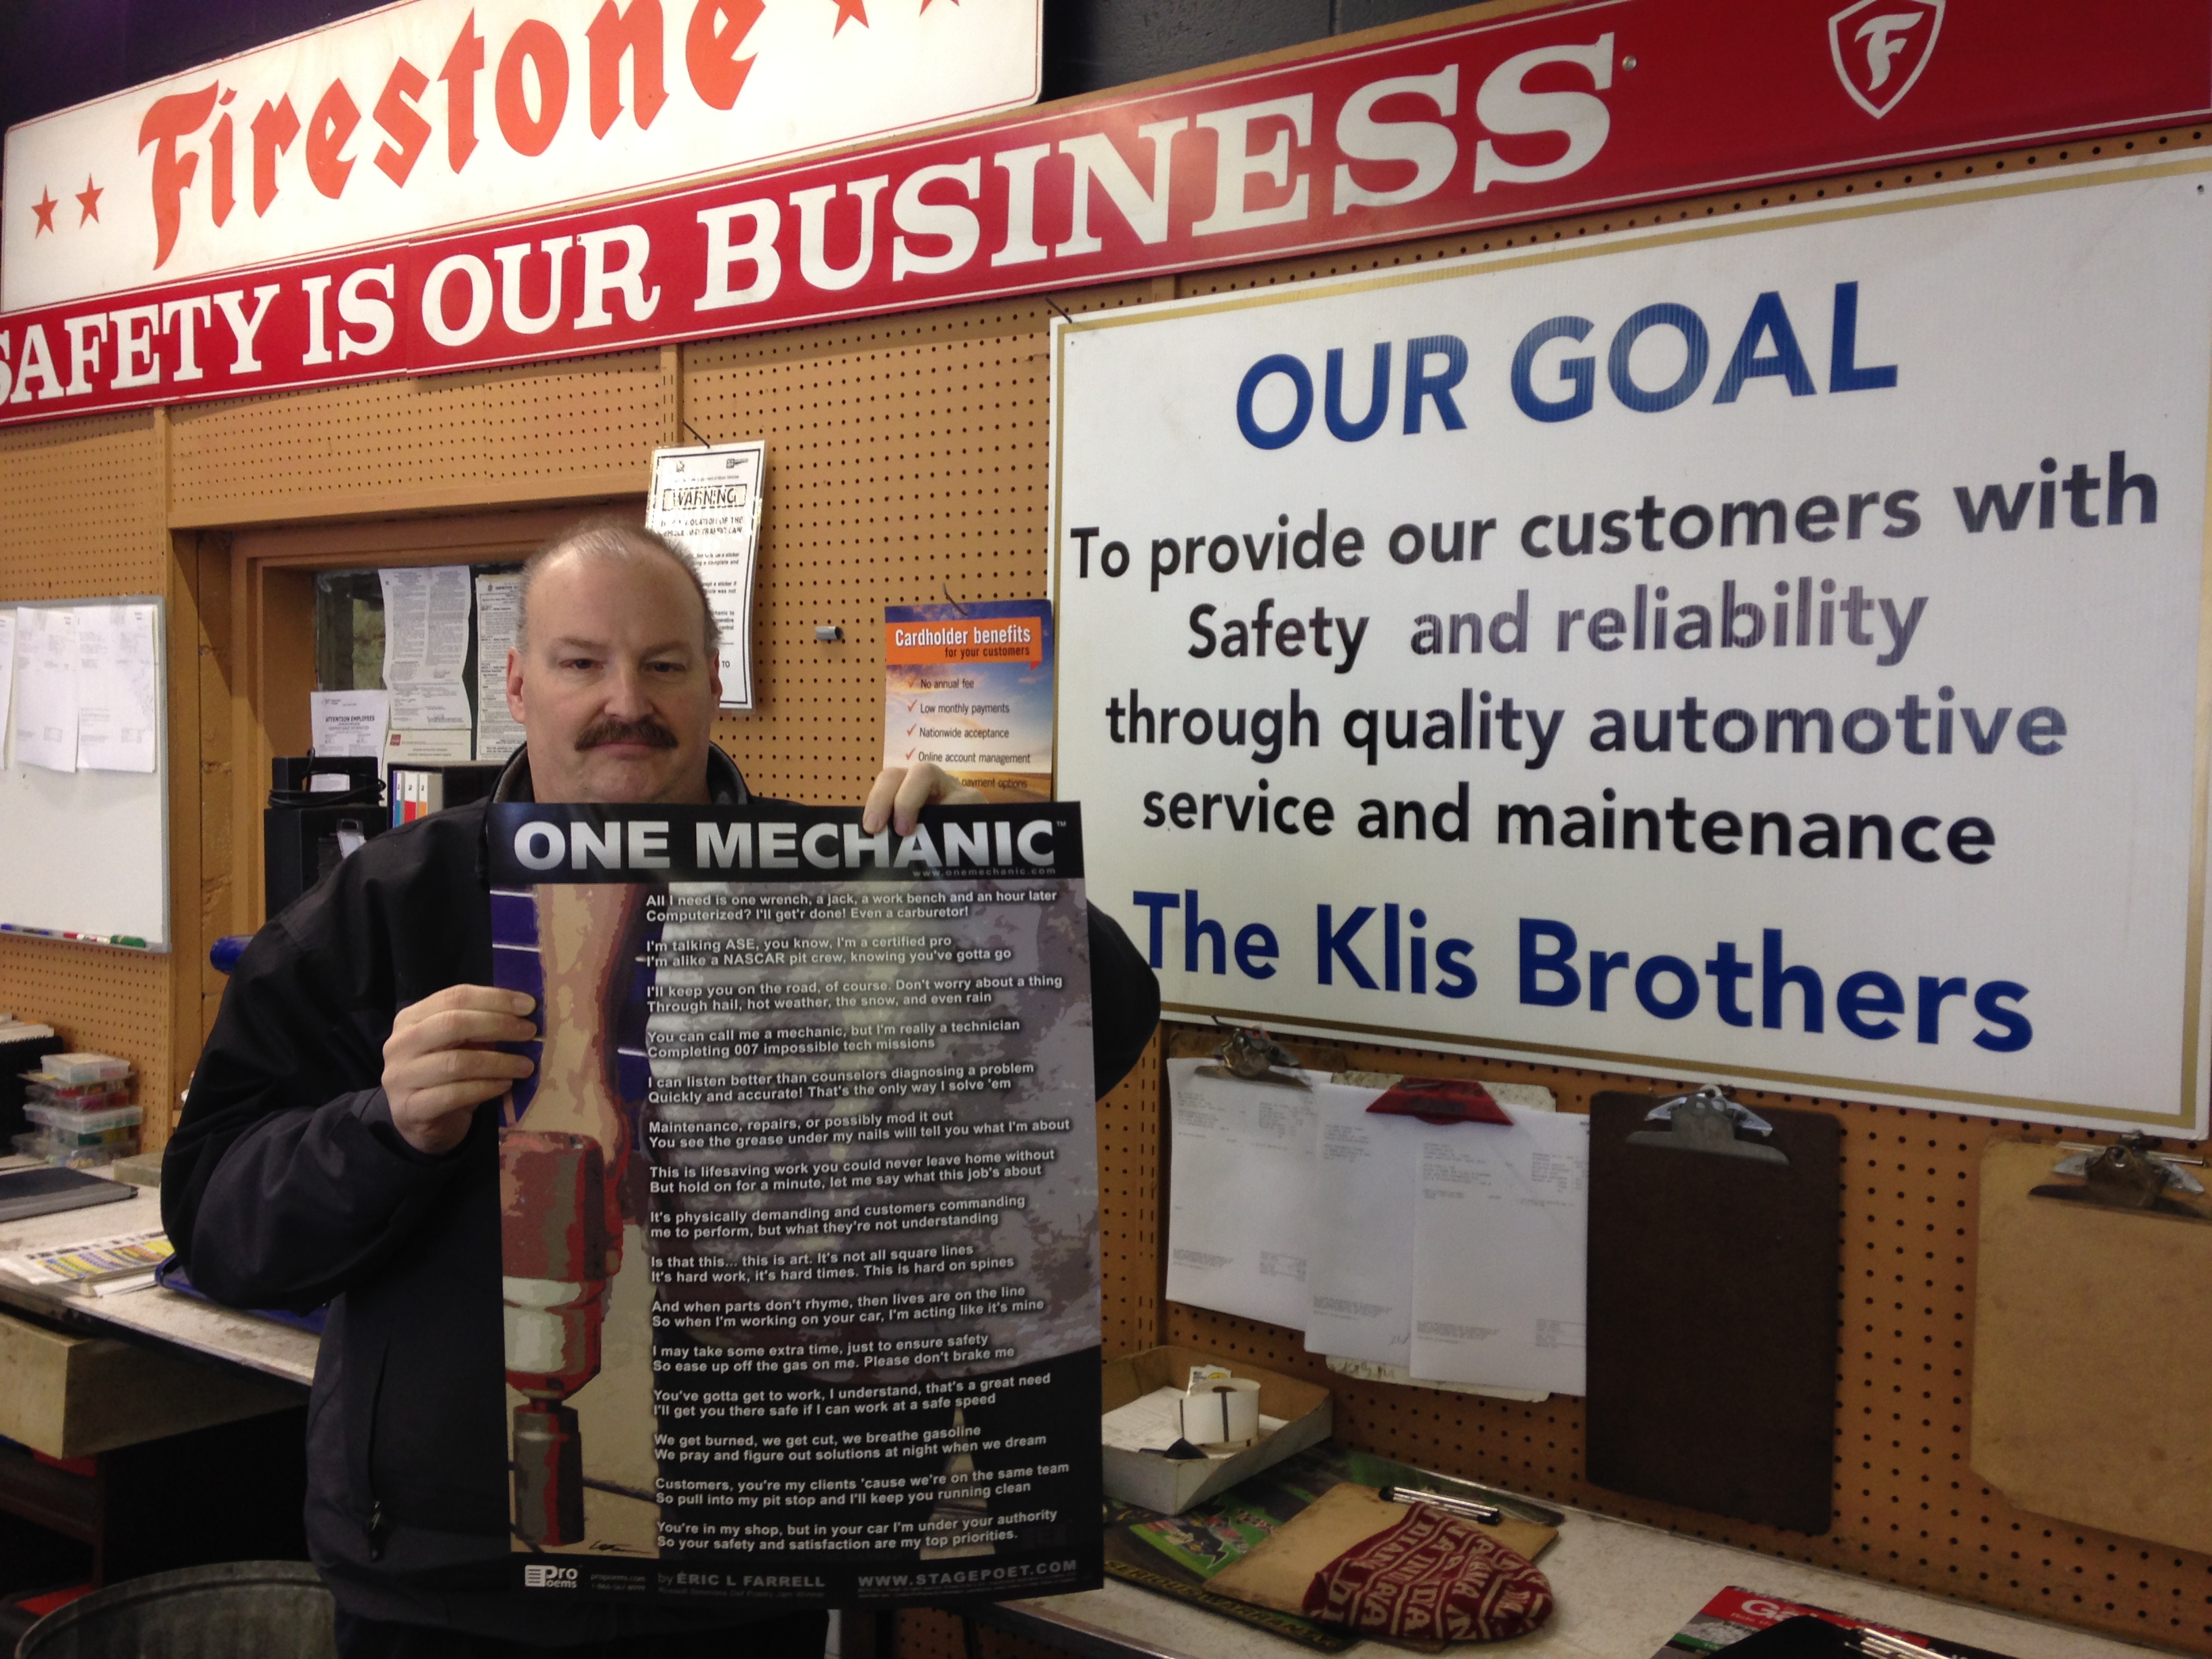 Firestone
SAFETY IS OUR BUSINESS
F
OUR GOAL
To provide our customers with
Safety and reliability
through quality automotive
service and maintenance
The Klis Brothers
WARNING
Cardholder benefits
for your customers
No annual fee
Low monthly payments
Nationwide acceptance
Online account management
payment options
ATTENTION EMPLOYEES
ONE MECHANIC™
www.onemechanic.com
All I need is one wrench, a jack, a work bench and an hour later
Computerized? I'll get'r done! Even a carburetor!
I'm talking ASE, you know, I'm a certified pro
I'm alike a NASCAR pit crew, knowing you've gotta go
I'll keep you on the road, of course. Don't worry about a thing
Through hail, hot weather, the snow, and even rain
You can call me a mechanic, but I'm really a technician
Completing 007 impossible tech missions
I can listen better than counselors diagnosing a problem
Quickly and accurate! That's the only way I solve 'em
Maintenance, repairs, or possibly mod it out
You see the grease under my nails will tell you what I'm about
This is lifesaving work you could never leave home without
But hold on for a minute, let me say what this job's about
It's physically demanding and customers commanding
me to perform, but what they're not understanding
Is that this... this is art. It's not all square lines
It's hard work, it's hard times. This is hard on spines
And when parts don't rhyme, then lives are on the line
So when I'm working on your car, I'm acting like it's mine
I may take some extra time, just to ensure safety
So ease up off the gas on me. Please don't brake me
You've gotta get to work, I understand, that's a great need
I'll get you there safe if I can work at a safe speed
We get burned, we get cut, we breathe gasoline
We pray and figure out solutions at night when we dream
Customers, you're my clients 'cause we're on the same team
So pull into my pit stop and I'll keep you running clean
You're in my shop, but in your car I'm under your authority
So your safety and satisfaction are my top priorities.
Pro
oems
propoems.com
by ERIC L FARRELL
WWW.STAGEPOET.COM